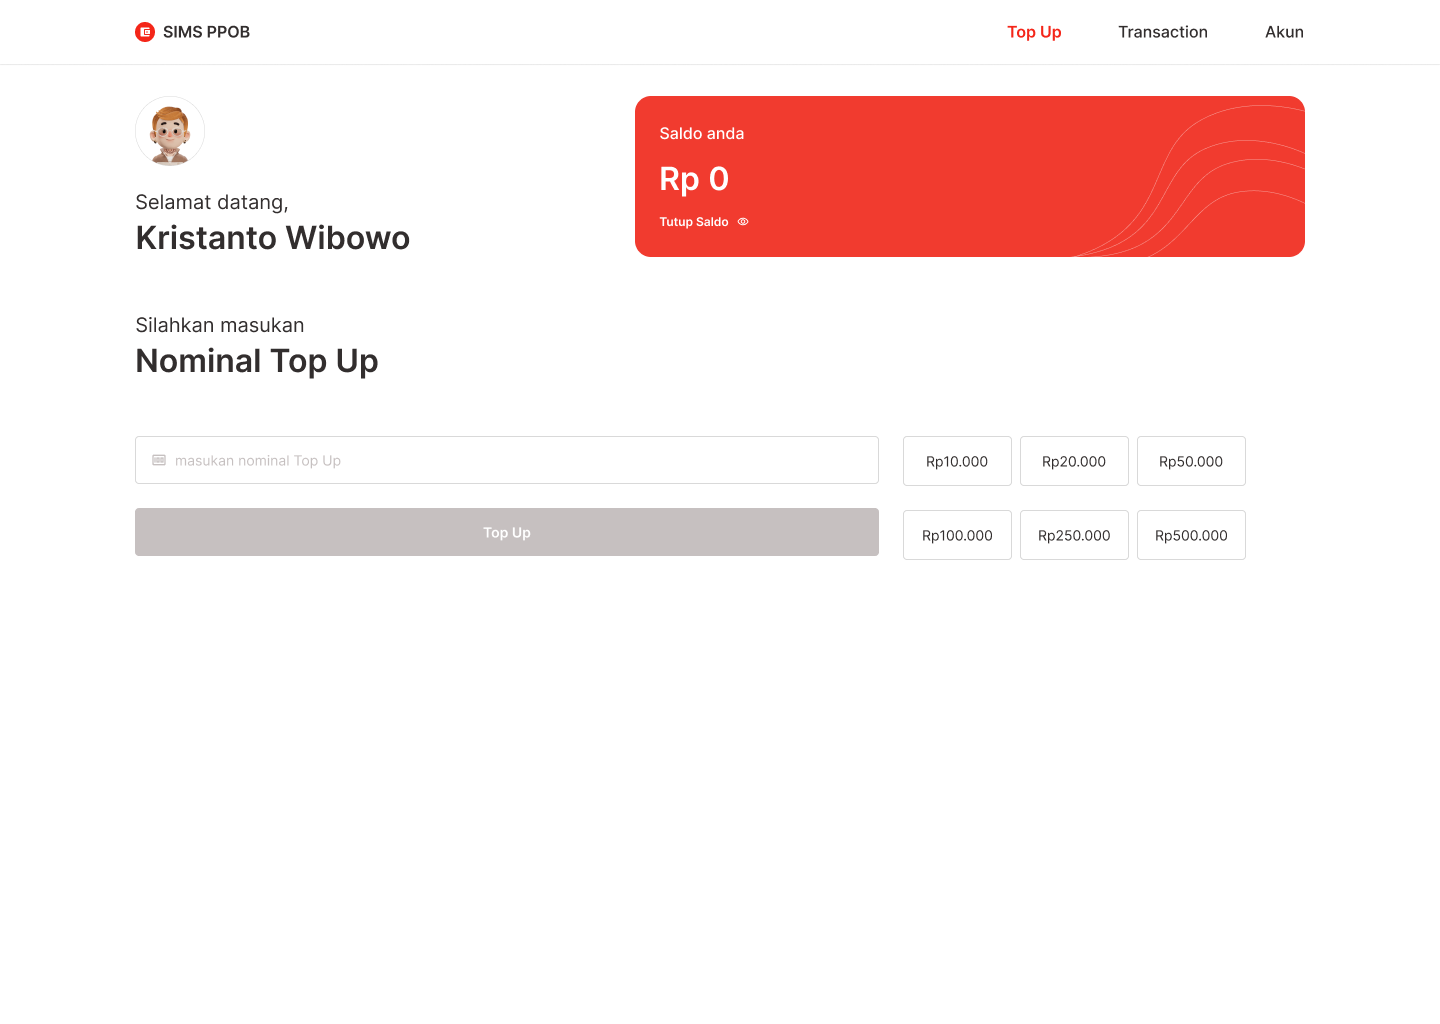 SIMS PPOB
Top Up
Transaction
Akun
Selamat datang,
Kristanto Wibowo
Saldo anda
Rp 0
Tutup Saldo
Silahkan masukan
Nominal Top Up
masukan nominal Top Up
Top Up
Rp10.000
Rp20.000
Rp50.000
Rp100.000
Rp250.000
Rp500.000